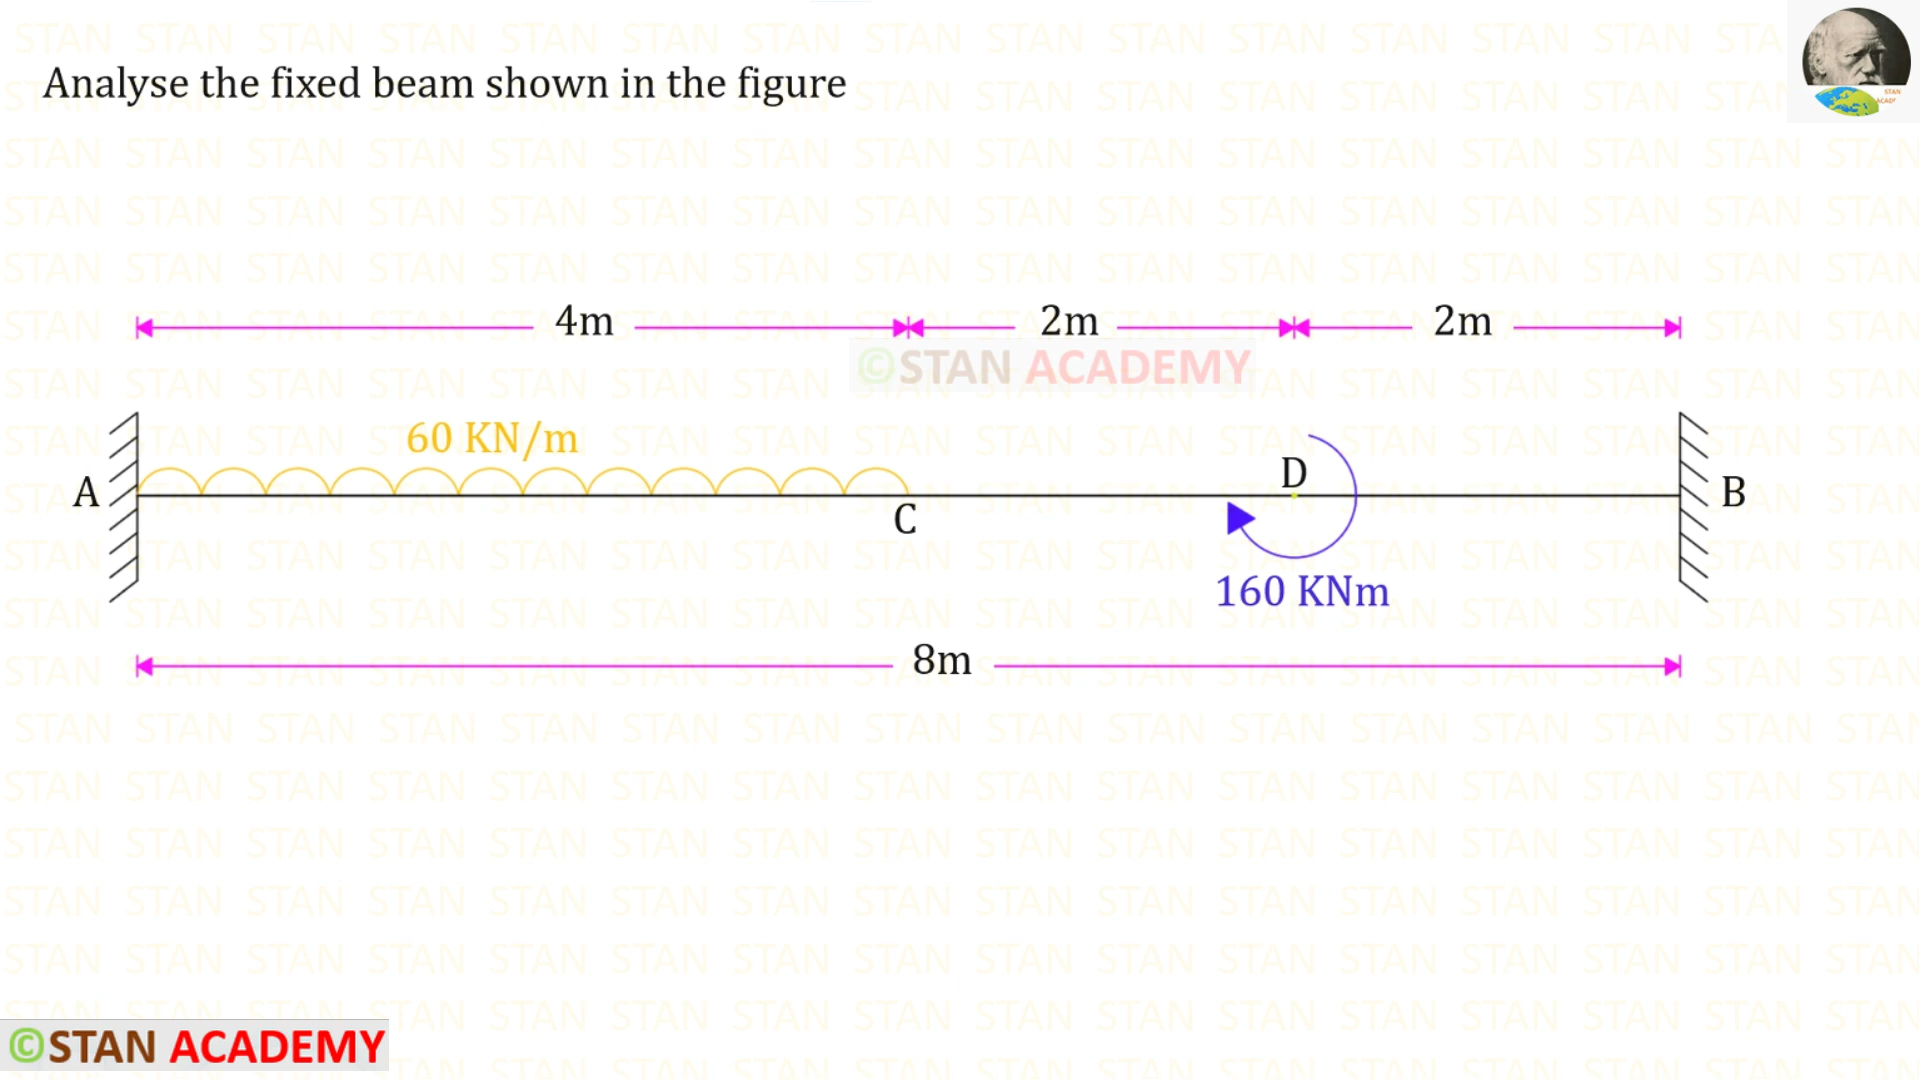 Analyse the fixed beam shown in the figure
4m
2m
2m
©STAN ACADEMY
60 KN/m
A
C
D
B
160 KNm
8m
©STAN ACADEMY